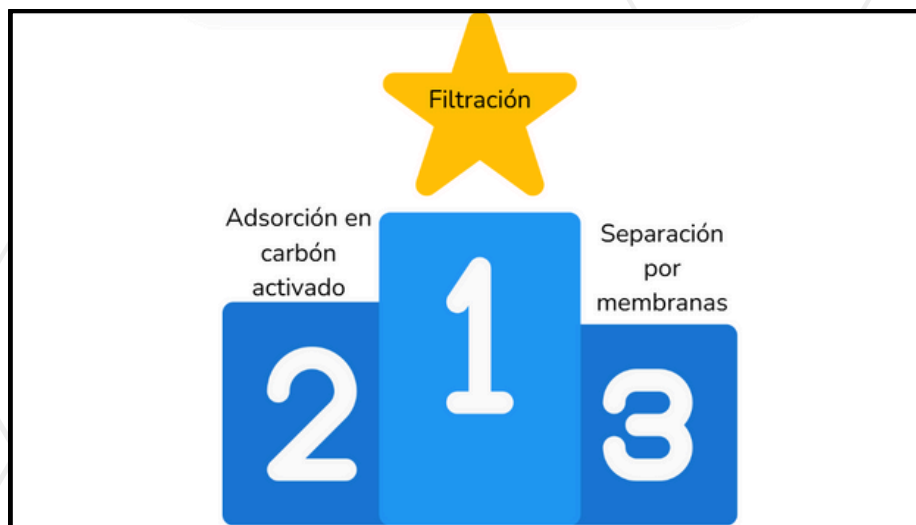 Filtración
Adsorción en
carbón
activado
Separación
por
membranas
2
1
3